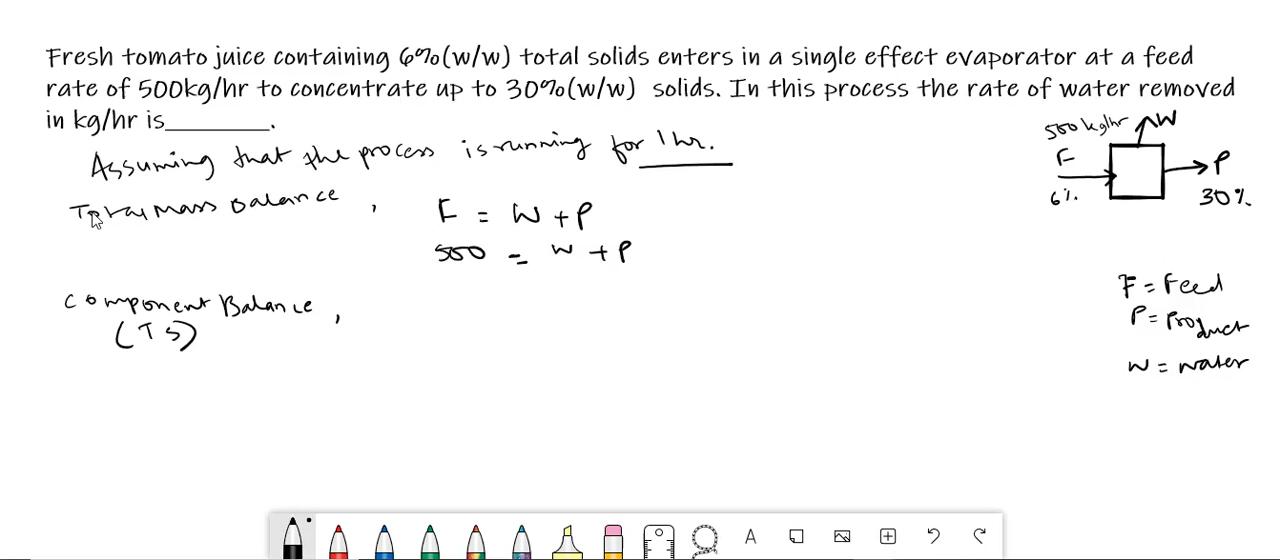 Fresh tomato juice containing 6%(w/w) total solids enters in a single effect evaporator at a feed
rate of 500kg/hr to concentrate up to 30%(w/w) solids. In this process the rate of water removed
in kg/hr is________.
500 kg/hr W
F P
6% 30%
Assuming that the process is running for 1 hr.
Total Mass Balance , F = W + P
500 = W + P
F = Feed
Component Balance ,
(TS)
P = Product
W = water
A